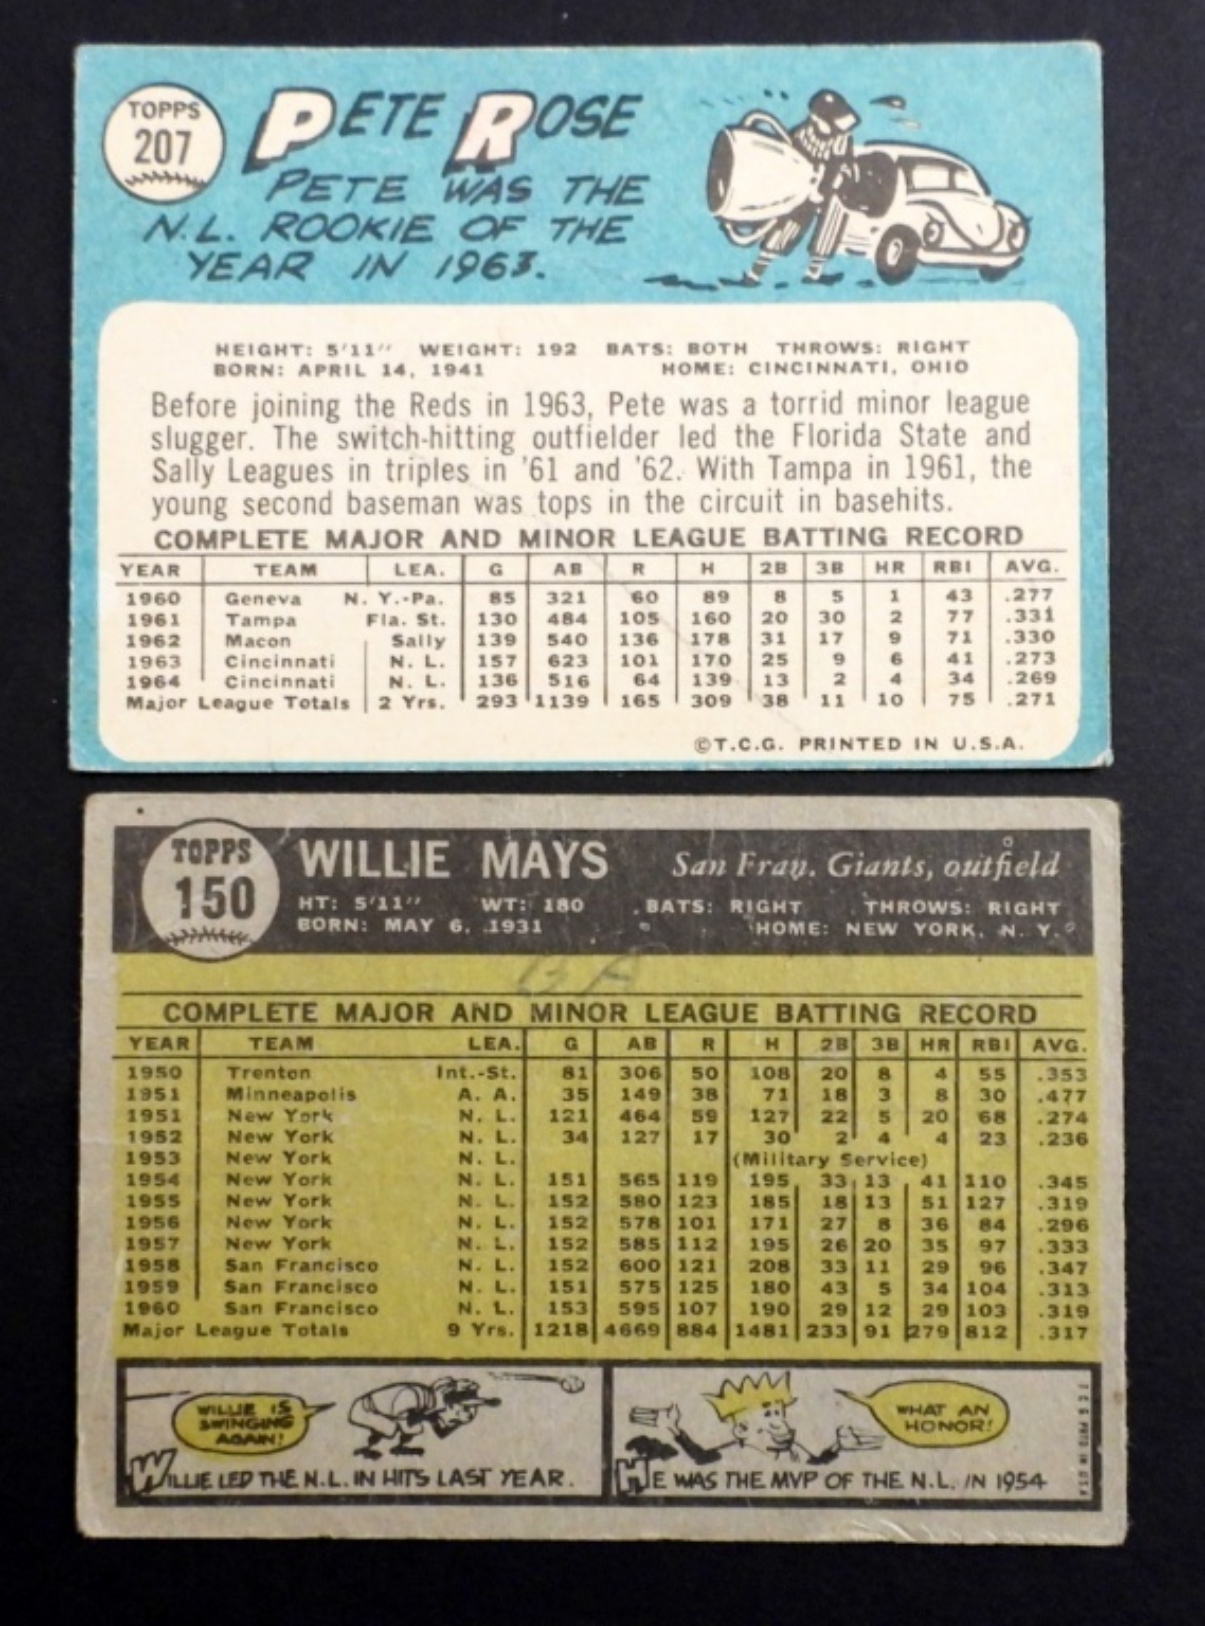 TOPPS
207
PETE ROSE
PETE WAS THE
N.L. ROOKIE OF THE
YEAR IN 1963.
HEIGHT: 5'11" WEIGHT: 192 BATS: BOTH THROWS: RIGHT
BORN: APRIL 14, 1941 HOME: CINCINNATI, OHIO
Before joining the Reds in 1963, Pete was a torrid minor league
slugger. The switch-hitting outfielder led the Florida State and
Sally Leagues in triples in '61 and '62. With Tampa in 1961, the
young second baseman was tops in the circuit in basehits.
COMPLETE MAJOR AND MINOR LEAGUE BATTING RECORD
YEAR TEAM LEA. G AB R H 2B 3B HR RBI AVG.
1960 Geneva N. Y.-Pa. 85 321 60 89 8 5 1 43 .277
1961 Tampa Fla. St. 130 484 105 160 20 30 2 77 .331
1962 Macon Sally 139 540 136 178 31 17 9 71 .330
1963 Cincinnati N. L. 157 623 101 170 25 9 6 41 .273
1964 Cincinnati N. L. 136 516 64 139 13 2 4 34 .269
Major League Totals 2 Yrs. 293 1139 165 309 38 11 10 75 .271
©T.C.G. PRINTED IN U.S.A.
TOPPS
150
WILLIE MAYS San Fran. Giants, outfield
HT: 5'11" WT: 180 BATS: RIGHT THROWS: RIGHT
BORN: MAY 6, 1931 HOME: NEW YORK, N. Y.
GA
COMPLETE MAJOR AND MINOR LEAGUE BATTING RECORD
YEAR TEAM LEA. G AB R H 2B 3B HR RBI AVG.
1950 Trenton Int.-St. 81 306 50 108 20 8 4 55 .353
1951 Minneapolis A. A. 35 149 38 71 18 3 8 30 .477
1951 New York N. L. 121 464 59 127 22 5 20 68 .274
1952 New York N. L. 34 127 17 30 2 4 4 23 .236
1953 New York N. L. (Military Service)
1954 New York N. L. 151 565 119 195 33 13 41 110 .345
1955 New York N. L. 152 580 123 185 18 13 51 127 .319
1956 New York N. L. 152 578 101 171 27 8 36 84 .296
1957 New York N. L. 152 585 112 195 26 20 35 97 .333
1958 San Francisco N. L. 152 600 121 208 33 11 29 96 .347
1959 San Francisco N. L. 151 575 125 180 43 5 34 104 .313
1960 San Francisco N. L. 153 595 107 190 29 12 29 103 .319
Major League Totals 9 Yrs. 1218 4669 884 1481 233 91 279 812 .317
WILLIE IS
SWINGING
AGAIN!
WILLIE LED THE N.L. IN HITS LAST YEAR.
WHAT AN
HONOR!
HE WAS THE MVP OF THE N.L. IN 1954
T.C.G. PRTD. IN U.S.A.